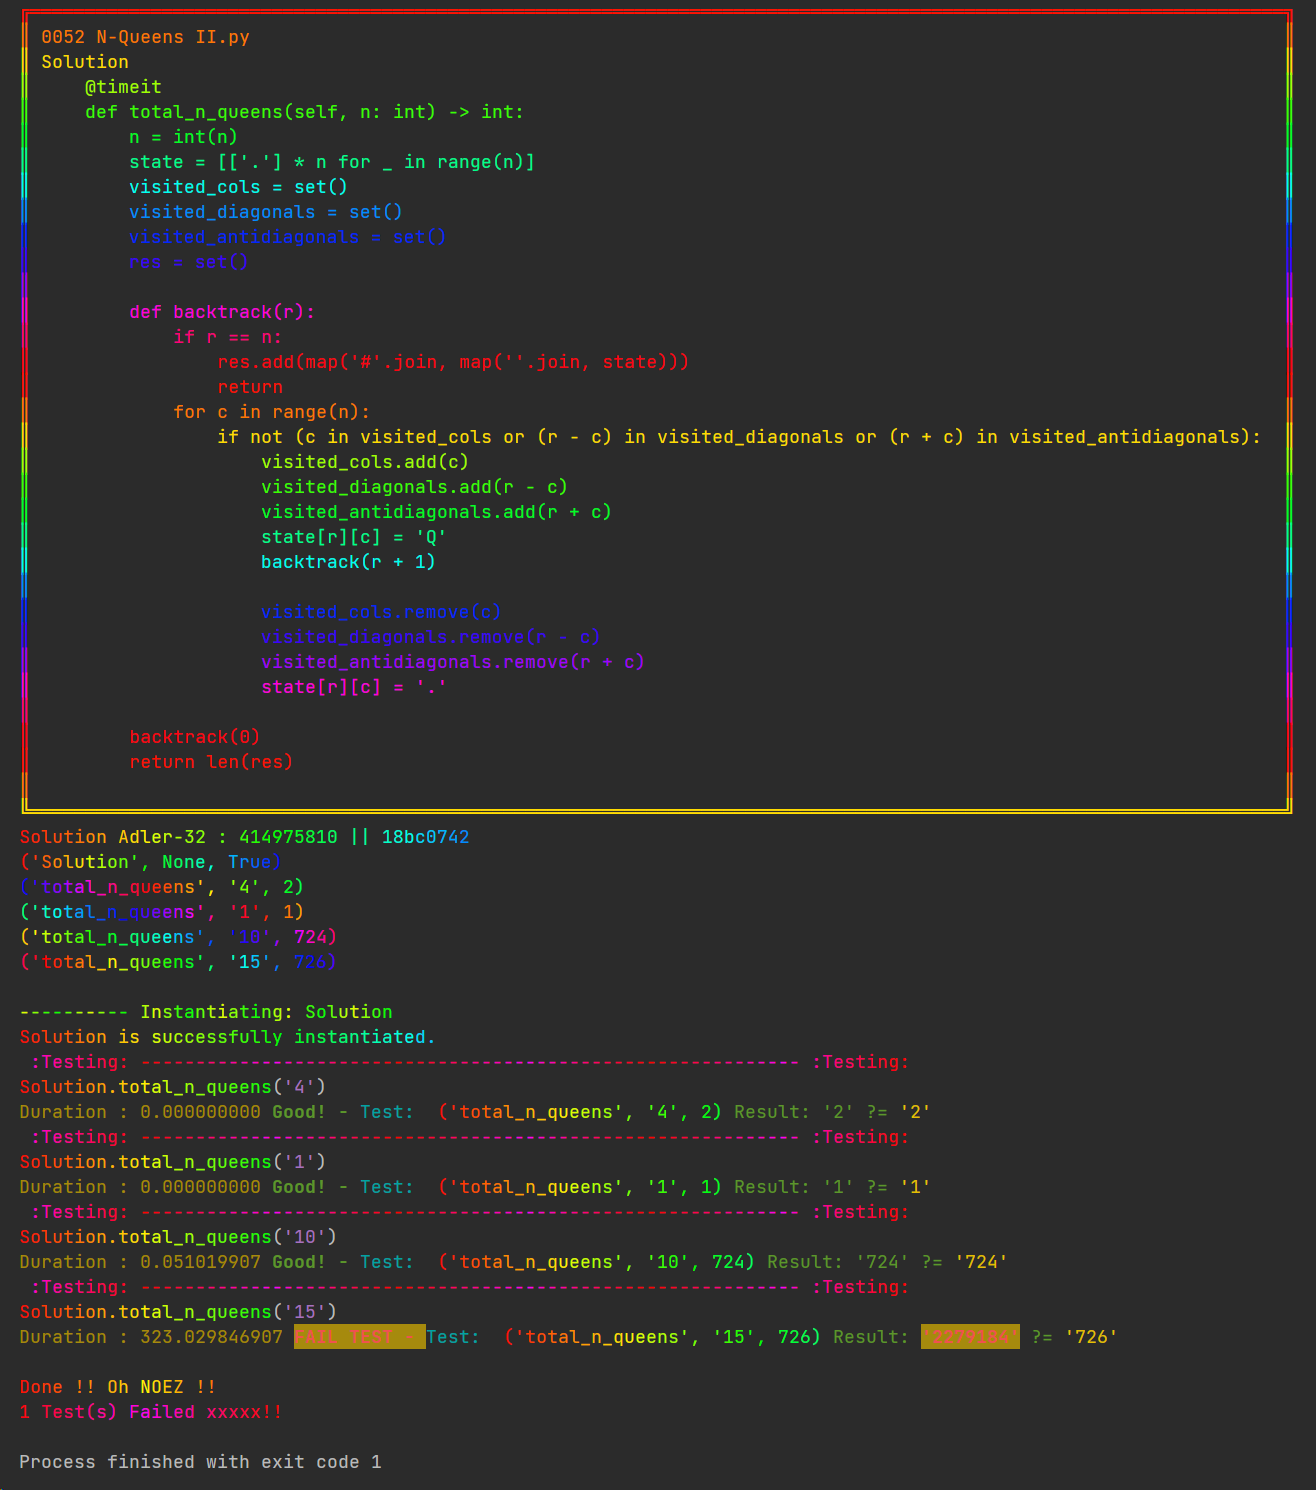 0052 N-Queens II.py
Solution
    @timeit
    def total_n_queens(self, n: int) -> int:
        n = int(n)
        state = [['.'] * n for _ in range(n)]
        visited_cols = set()
        visited_diagonals = set()
        visited_antidiagonals = set()
        res = set()
        def backtrack(r):
            if r == n:
                res.add(map('#'.join, map(''.join, state)))
                return
            for c in range(n):
                if not (c in visited_cols or (r - c) in visited_diagonals or (r + c) in visited_antidiagonals):
                    visited_cols.add(c)
                    visited_diagonals.add(r - c)
                    visited_antidiagonals.add(r + c)
                    state[r][c] = 'Q'
                    backtrack(r + 1)
                    visited_cols.remove(c)
                    visited_diagonals.remove(r - c)
                    visited_antidiagonals.remove(r + c)
                    state[r][c] = '.'
        backtrack(0)
        return len(res)
Solution Adler-32 : 414975810 || 18bc0742
('Solution', None, True)
('total_n_queens', '4', 2)
('total_n_queens', '1', 1)
('total_n_queens', '10', 724)
('total_n_queens', '15', 726)
---------- Instantiating: Solution
Solution is successfully instantiated.
:Testing: ------------------------------------------------------------ :Testing:
Solution.total_n_queens('4')
Duration : 0.000000000 Good! - Test:  ('total_n_queens', '4', 2) Result: '2' ?= '2'
:Testing: ------------------------------------------------------------ :Testing:
Solution.total_n_queens('1')
Duration : 0.000000000 Good! - Test:  ('total_n_queens', '1', 1) Result: '1' ?= '1'
:Testing: ------------------------------------------------------------ :Testing:
Solution.total_n_queens('10')
Duration : 0.051019907 Good! - Test:  ('total_n_queens', '10', 724) Result: '724' ?= '724'
:Testing: ------------------------------------------------------------ :Testing:
Solution.total_n_queens('15')
Duration : 323.029846907 FAIL TEST - Test:  ('total_n_queens', '15', 726) Result: '2279184' ?= '726'
Done !! Oh NOEZ !!
1 Test(s) Failed xxxxx!!
Process finished with exit code 1